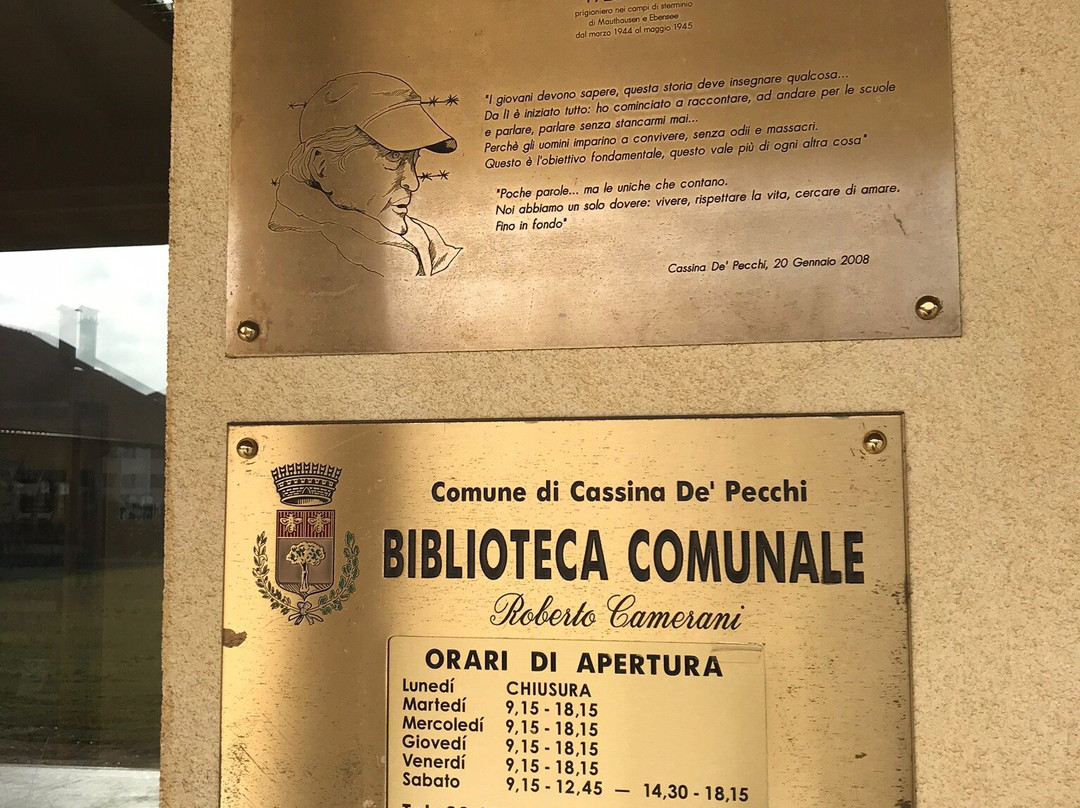 prigioniero nei campi di sterminio
di Mauthausen e Ebensee
dal marzo 1944 al maggio 1945
"I giovani devono sapere, questa storia deve insegnare qualcosa...
Da lì è iniziato tutto: ho cominciato a raccontare, ad andare per le scuole
e parlare, parlare senza stancarmi mai...
Perchè gli uomini imparino a convivere, senza odii e massacri.
Questo è l'obiettivo fondamentale, questo vale più di ogni altra cosa"
"Poche parole... ma le uniche che contano.
Noi abbiamo un solo dovere: vivere, rispettare la vita, cercare di amare.
Fino in fondo"
Cassina De' Pecchi, 20 Gennaio 2008
Comune di Cassina De' Pecchi
BIBLIOTECA COMUNALE
Roberto Camerani
ORARI DI APERTURA
Lunedí CHIUSURA
Martedí 9,15 - 18,15
Mercoledí 9,15 - 18,15
Giovedí 9,15 - 18,15
Venerdí 9,15 - 18,15
Sabato 9,15 - 12,45 — 14,30 - 18,15